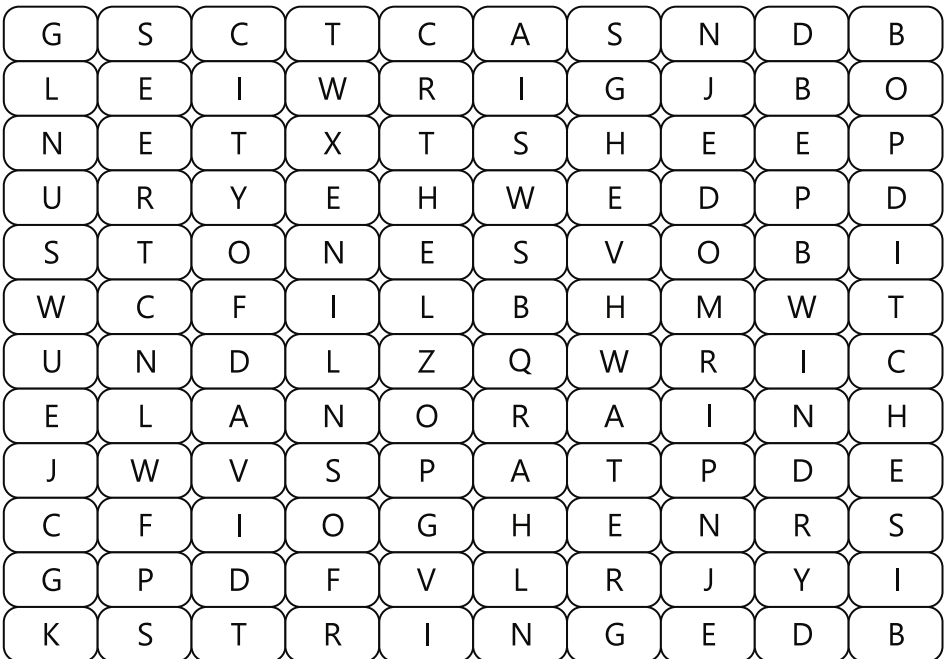 G S C T C A S N D B
L E I W R I G J B O
N E T X T S H E E P
U R Y E H W E D P D
S T O N E S V O B I
W C F I L B H M W T
U N D L Z Q W R I C
E L A N O R A I N H
J W V S P A T P D E
C F I O G H E N R S
G P D F V L R J Y I
K S T R I N G E D B